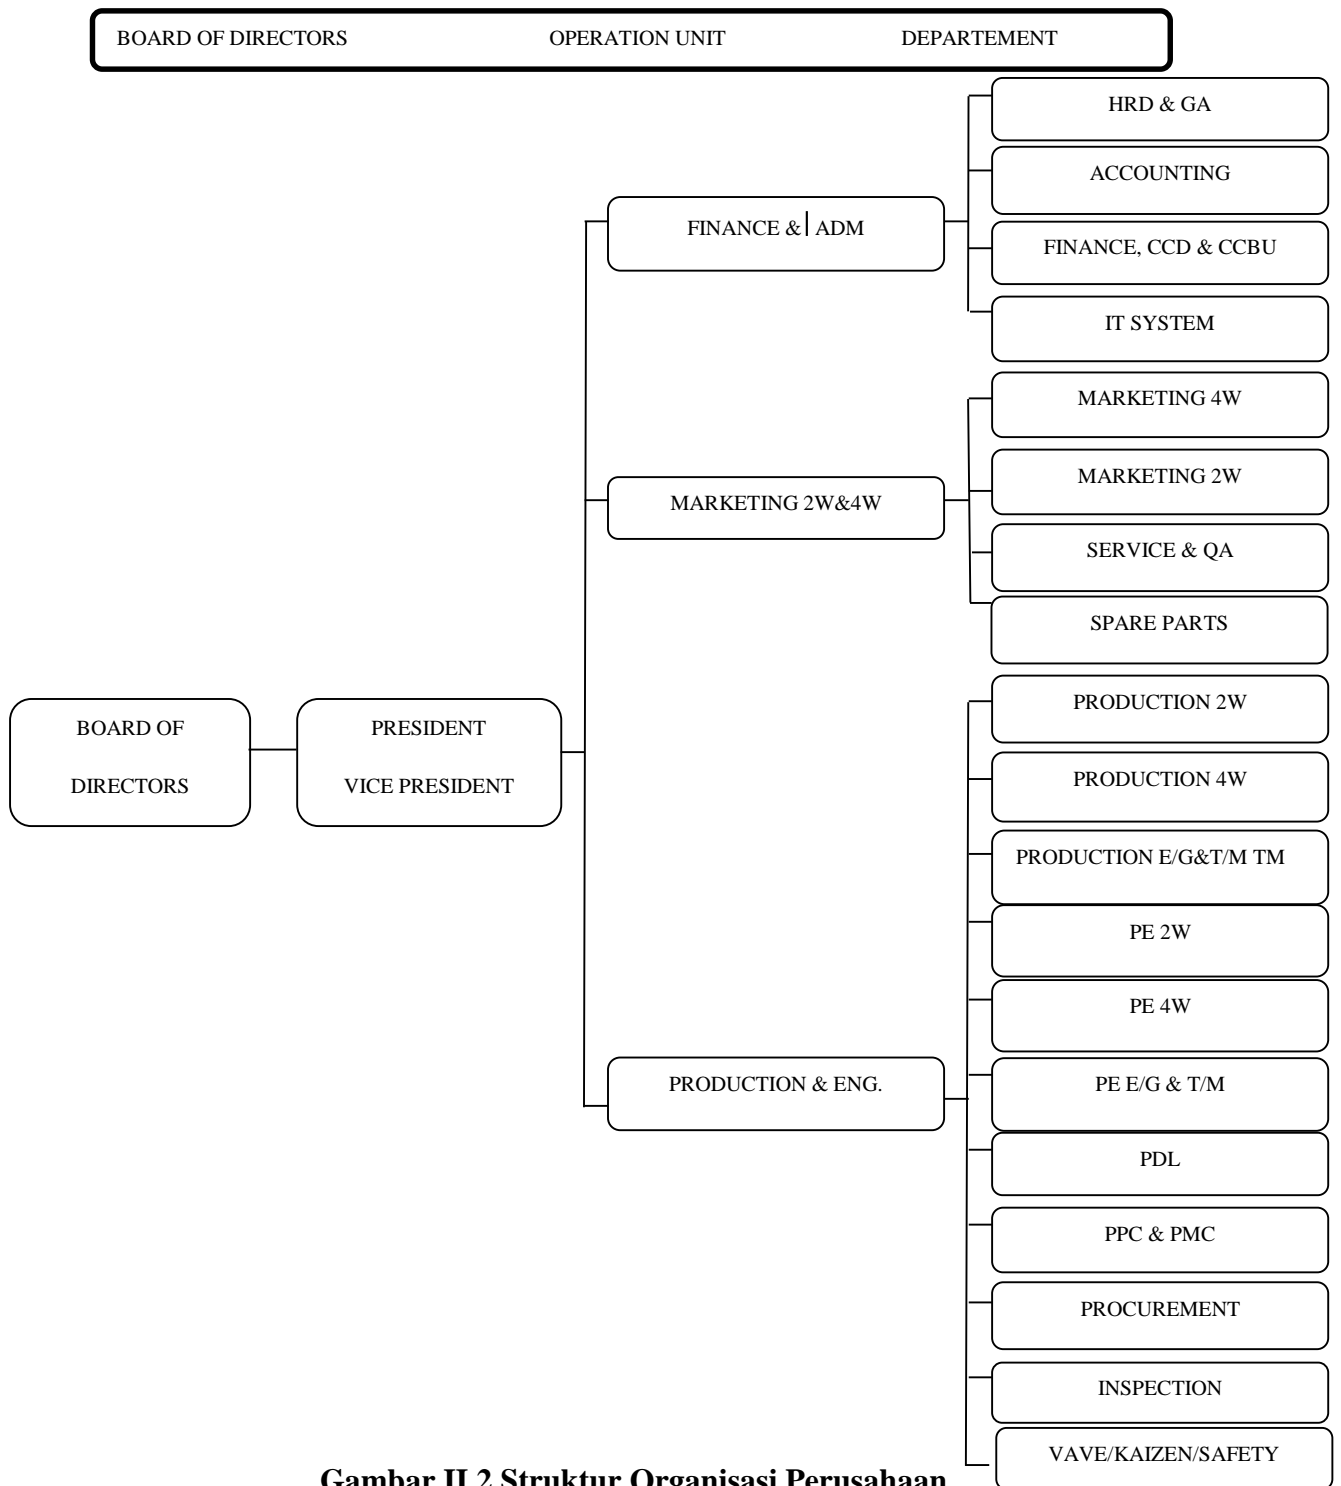 BOARD OF DIRECTORS OPERATION UNIT DEPARTEMENT
HRD & GA
ACCOUNTING
FINANCE & ADM
FINANCE, CCD & CCBU
IT SYSTEM
MARKETING 4W
MARKETING 2W
MARKETING 2W&4W
SERVICE & QA
SPARE PARTS
BOARD OF
DIRECTORS
PRESIDENT
VICE PRESIDENT
PRODUCTION 2W
PRODUCTION 4W
PRODUCTION E/G&T/M TM
PE 2W
PE 4W
PRODUCTION & ENG.
PE E/G & T/M
PDL
PPC & PMC
PROCUREMENT
INSPECTION
VAVE/KAIZEN/SAFETY
Gambar II.2 Struktur Organisasi Perusahaan